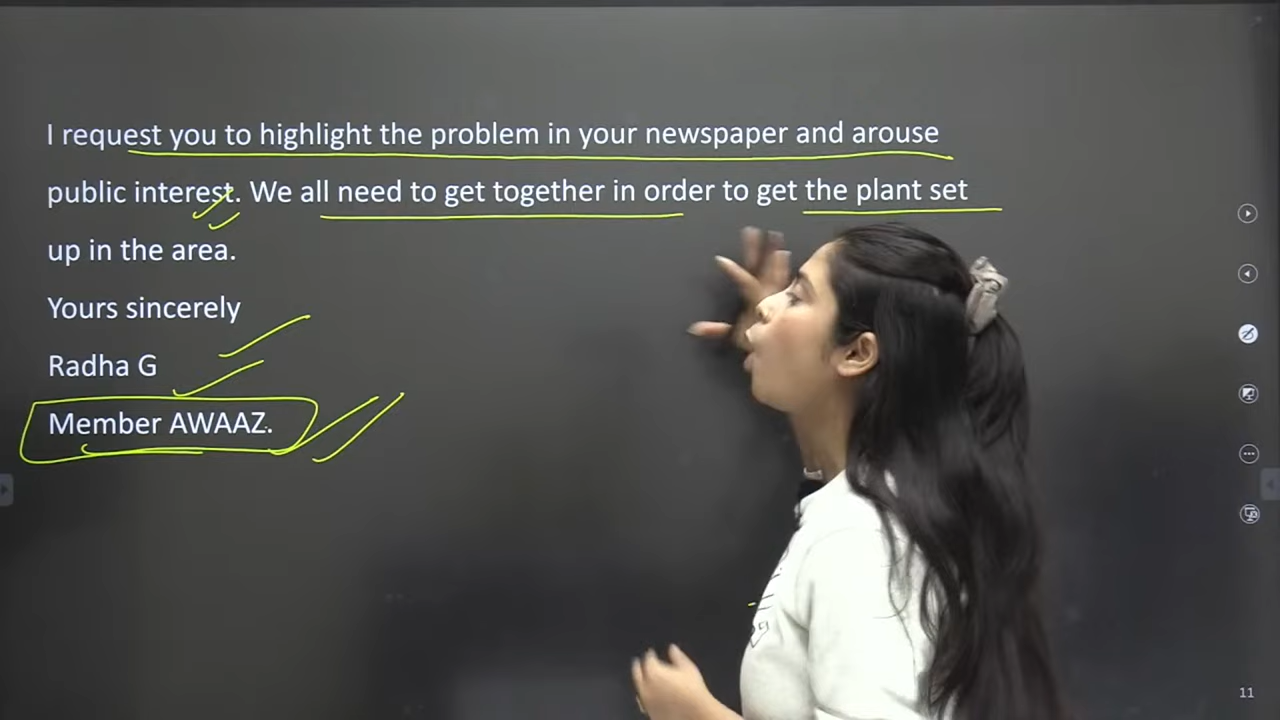 I request you to highlight the problem in your newspaper and arouse
public interest. We all need to get together in order to get the plant set
up in the area.
Yours sincerely
Radha G
Member AWAAZ.
11